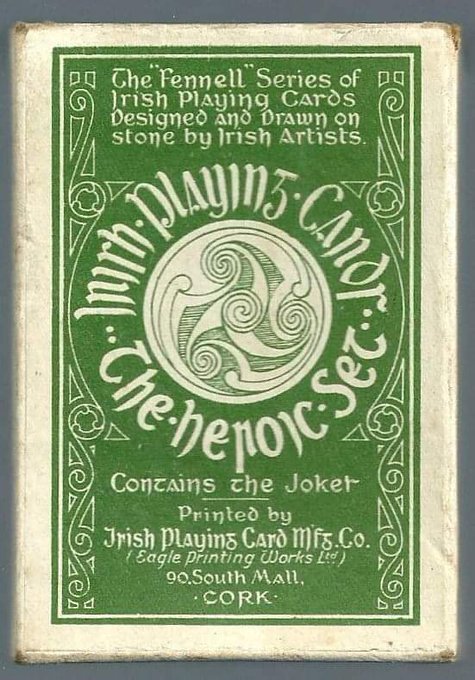 The "Fennell" Series of
Irish Playing Cards
Designed and Drawn on
stone by Irish Artists.
Irish · Playing · Cards ·
· The · Heroic · Set ·
Contains the Joker
Printed by
Irish Playing Card M'f'g. Co.
(Eagle Printing Works Ltd)
90, South Mall,
· CORK ·